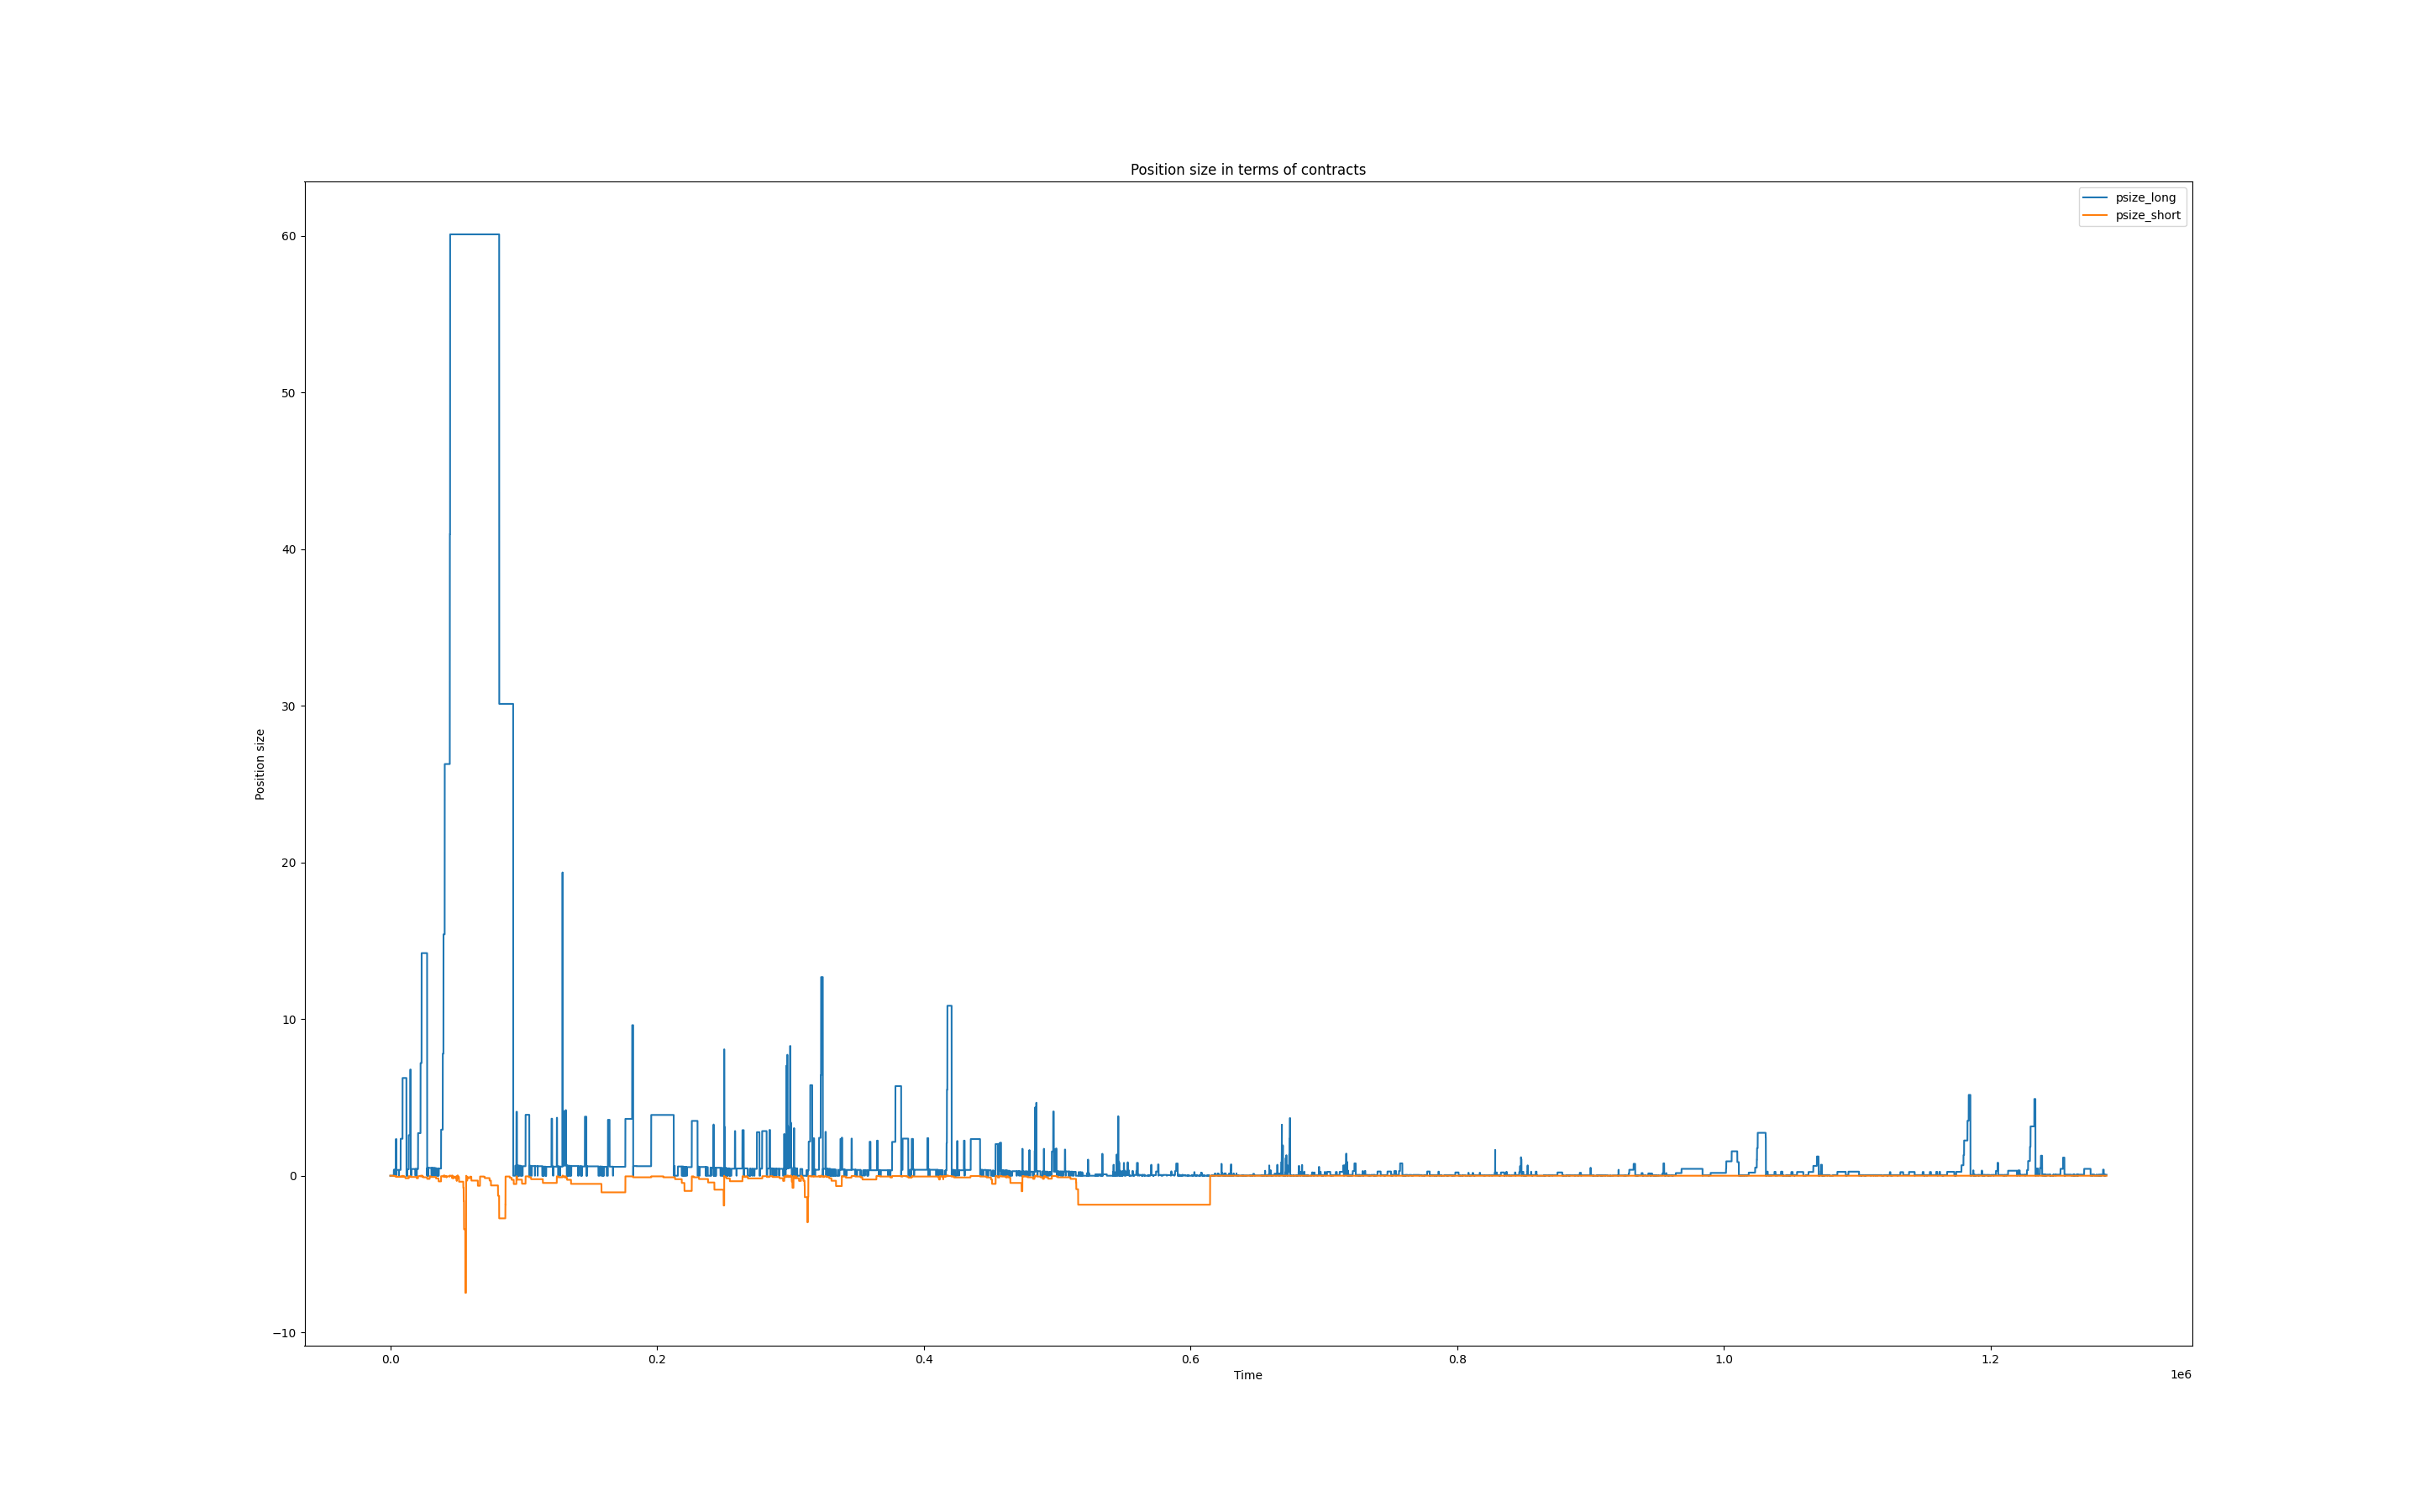 Position size in terms of contracts
psize_long
psize_short
60
50
40
30
20
10
0
−10
Position size
0.0 0.2 0.4 0.6 0.8 1.0 1.2
Time
1e6